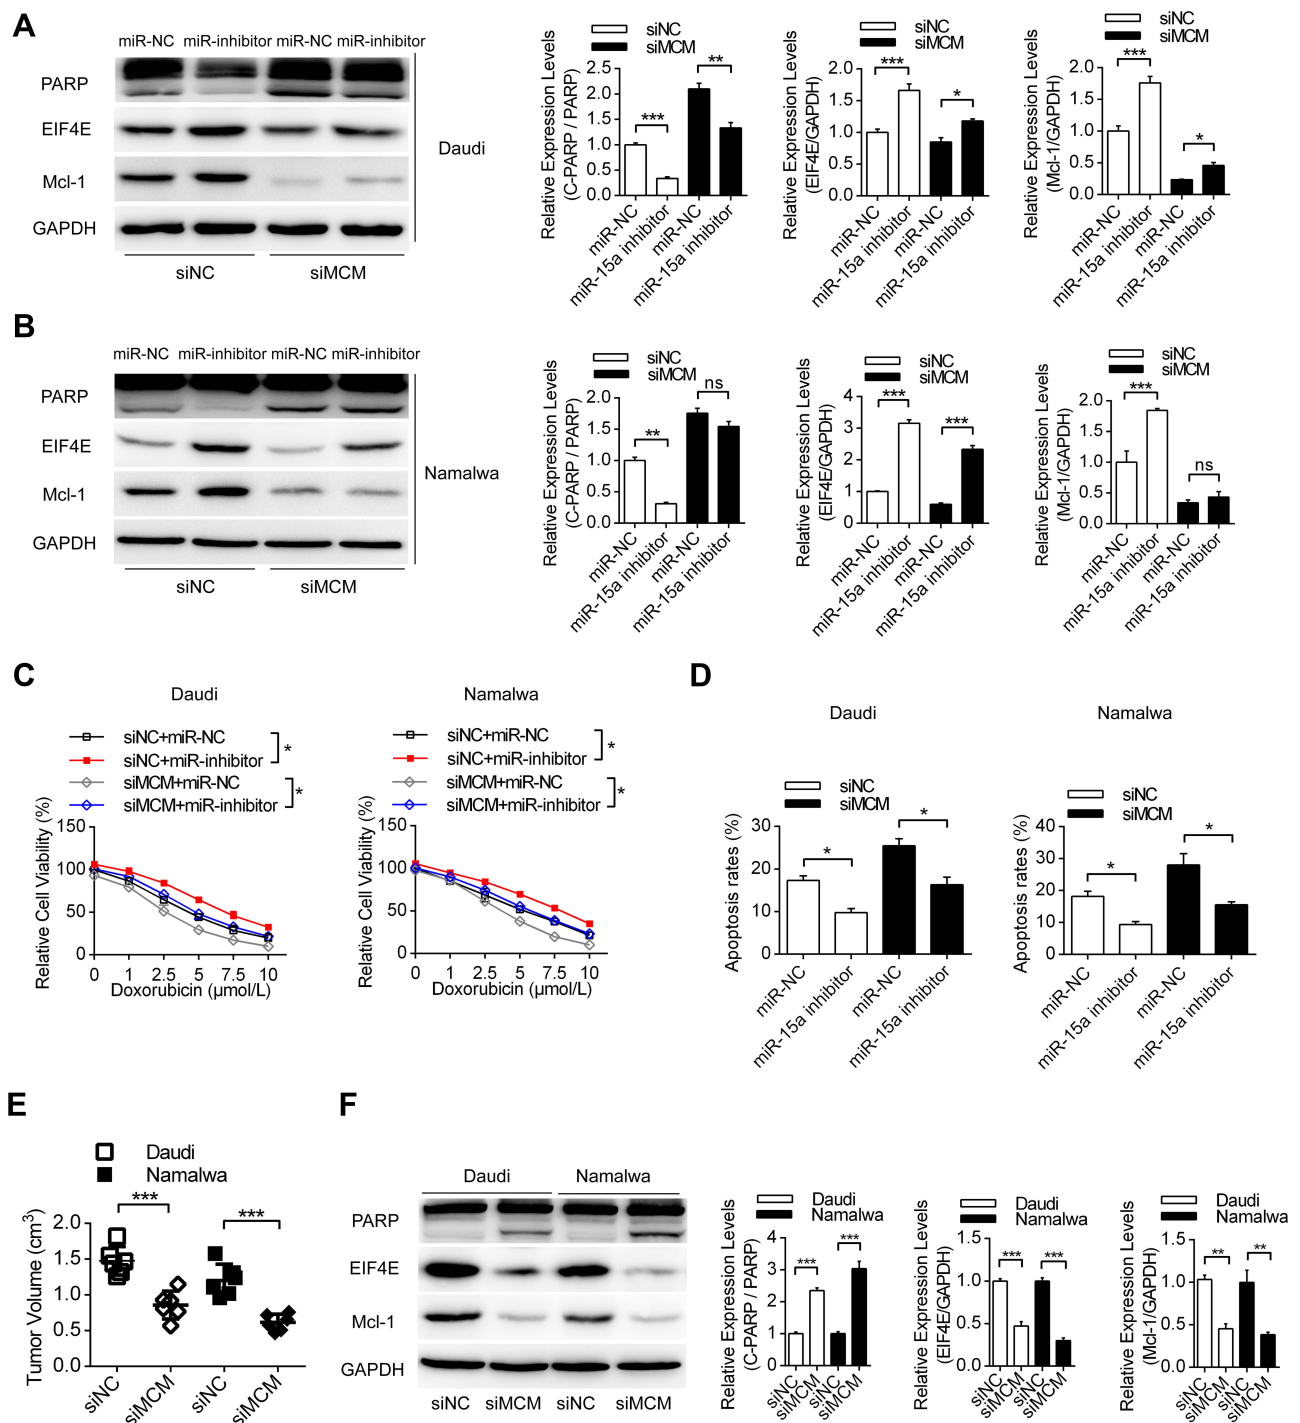 A
miR-NC miR-inhibitor miR-NC miR-inhibitor
PARP
EIF4E
Mcl-1
GAPDH
siNC siMCM
Daudi
siNC
siMCM
Relative Expression Levels
(C-PARP / PARP)
2.5
2.0
1.5
1.0
0.5
0.0
***
**
miR-NC
miR-15a inhibitor
miR-NC
miR-15a inhibitor
siNC
siMCM
Relative Expression Levels
(EIF4E/GAPDH)
2.0
1.5
1.0
0.5
0.0
***
*
miR-NC
miR-15a inhibitor
miR-NC
miR-15a inhibitor
siNC
siMCM
Relative Expression Levels
(Mcl-1/GAPDH)
2.0
1.5
1.0
0.5
0.0
***
*
miR-NC
miR-15a inhibitor
miR-NC
miR-15a inhibitor
B
miR-NC miR-inhibitor miR-NC miR-inhibitor
PARP
EIF4E
Mcl-1
GAPDH
siNC siMCM
Namalwa
siNC
siMCM
Relative Expression Levels
(C-PARP / PARP)
2.0
1.5
1.0
0.5
0.0
**
ns
miR-NC
miR-15a inhibitor
miR-NC
miR-15a inhibitor
siNC
siMCM
Relative Expression Levels
(EIF4E/GAPDH)
4
3
2
1
0
***
***
miR-NC
miR-15a inhibitor
miR-NC
miR-15a inhibitor
siNC
siMCM
Relative Expression Levels
(Mcl-1/GAPDH)
2.0
1.5
1.0
0.5
0.0
***
ns
miR-NC
miR-15a inhibitor
miR-NC
miR-15a inhibitor
C
Daudi
siNC+miR-NC
siNC+miR-inhibitor
*
siMCM+miR-NC
siMCM+miR-inhibitor
*
Relative Cell Viability (%)
150
100
50
0
0 1 2.5 5 7.5 10
Doxorubicin (µmol/L)
Namalwa
siNC+miR-NC
siNC+miR-inhibitor
*
siMCM+miR-NC
siMCM+miR-inhibitor
*
Relative Cell Viability (%)
150
100
50
0
0 1 2.5 5 7.5 10
Doxorubicin (µmol/L)
D
Daudi
siNC
siMCM
Apoptosis rates (%)
30
20
10
0
*
*
miR-NC
miR-15a inhibitor
miR-NC
miR-15a inhibitor
Namalwa
siNC
siMCM
Apoptosis rates (%)
40
30
20
10
0
*
*
miR-NC
miR-15a inhibitor
miR-NC
miR-15a inhibitor
E
Daudi
Namalwa
Tumor Volume (cm³)
2.0
1.5
1.0
0.5
0.0
***
***
siNC
siMCM
siNC
siMCM
F
Daudi Namalwa
PARP
EIF4E
Mcl-1
GAPDH
siNC siMCM siNC siMCM
Daudi
Namalwa
Relative Expression Levels
(C-PARP / PARP)
4
3
2
1
0
***
***
siNC
siMCM
siNC
siMCM
Daudi
Namalwa
Relative Expression Levels
(EIF4E/GAPDH)
1.5
1.0
0.5
0.0
***
***
siNC
siMCM
siNC
siMCM
Daudi
Namalwa
Relative Expression Levels
(Mcl-1/GAPDH)
1.5
1.0
0.5
0.0
**
**
siNC
siMCM
siNC
siMCM